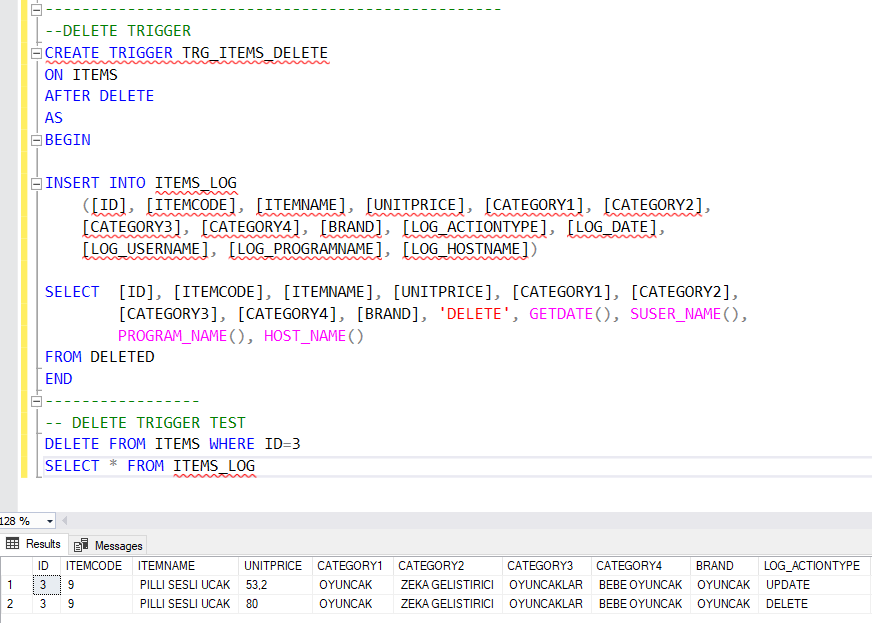 -----------------------------------------------------
--DELETE TRIGGER
CREATE TRIGGER TRG_ITEMS_DELETE
ON ITEMS
AFTER DELETE
AS
BEGIN
INSERT INTO ITEMS_LOG
([ID], [ITEMCODE], [ITEMNAME], [UNITPRICE], [CATEGORY1], [CATEGORY2],
[CATEGORY3], [CATEGORY4], [BRAND], [LOG_ACTIONTYPE], [LOG_DATE],
[LOG_USERNAME], [LOG_PROGRAMNAME], [LOG_HOSTNAME])
SELECT [ID], [ITEMCODE], [ITEMNAME], [UNITPRICE], [CATEGORY1], [CATEGORY2],
[CATEGORY3], [CATEGORY4], [BRAND], 'DELETE', GETDATE(), SUSER_NAME(),
PROGRAM_NAME(), HOST_NAME()
FROM DELETED
END
-----------------
-- DELETE TRIGGER TEST
DELETE FROM ITEMS WHERE ID=3
SELECT * FROM ITEMS_LOG
128 %
Results Messages
ID ITEMCODE ITEMNAME UNITPRICE CATEGORY1 CATEGORY2 CATEGORY3 CATEGORY4 BRAND LOG_ACTIONTYPE
1 3 9 PILLI SESLI UCAK 53,2 OYUNCAK ZEKA GELISTIRICI OYUNCAKLAR BEBE OYUNCAK OYUNCAK UPDATE
2 3 9 PILLI SESLI UCAK 80 OYUNCAK ZEKA GELISTIRICI OYUNCAKLAR BEBE OYUNCAK OYUNCAK DELETE